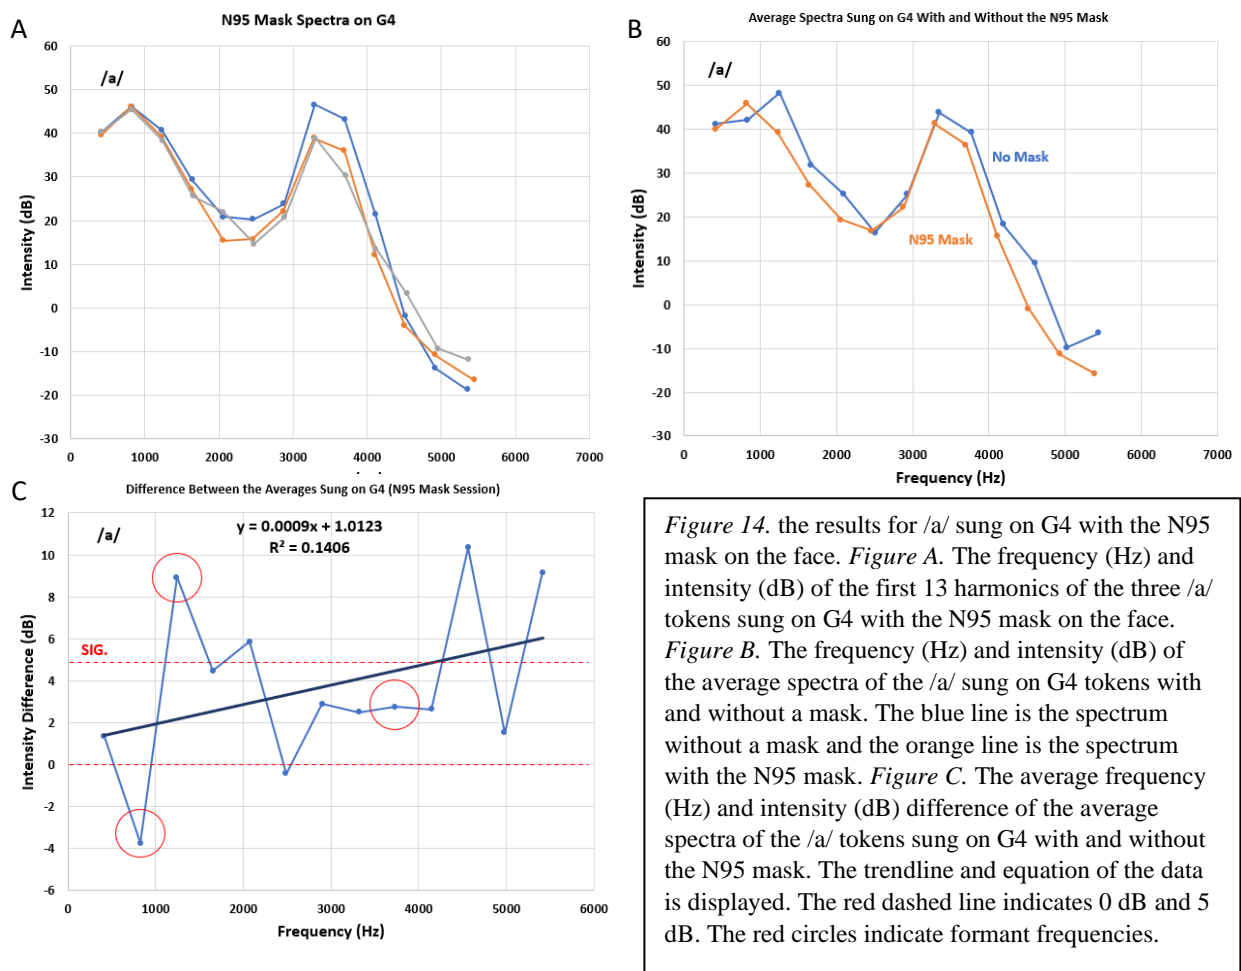 A
N95 Mask Spectra on G4
/a/
Intensity (dB)
60
50
40
30
20
10
0
-10
-20
-30
0 1000 2000 3000 4000 5000 6000 7000
B
Average Spectra Sung on G4 With and Without the N95 Mask
/a/
Intensity (dB)
60
50
40
30
20
10
0
-10
-20
-30
No Mask
N95 Mask
0 1000 2000 3000 4000 5000 6000 7000
Frequency (Hz)
C
Difference Between the Averages Sung on G4 (N95 Mask Session)
/a/
y = 0.0009x + 1.0123
R² = 0.1406
SIG.
Intensity Difference (dB)
12
10
8
6
4
2
0
-2
-4
-6
0 1000 2000 3000 4000 5000 6000
Frequency (Hz)
Figure 14. the results for /a/ sung on G4 with the N95
mask on the face. Figure A. The frequency (Hz) and
intensity (dB) of the first 13 harmonics of the three /a/
tokens sung on G4 with the N95 mask on the face.
Figure B. The frequency (Hz) and intensity (dB) of
the average spectra of the /a/ sung on G4 tokens with
and without a mask. The blue line is the spectrum
without a mask and the orange line is the spectrum
with the N95 mask. Figure C. The average frequency
(Hz) and intensity (dB) difference of the average
spectra of the /a/ tokens sung on G4 with and without
the N95 mask. The trendline and equation of the data
is displayed. The red dashed line indicates 0 dB and 5
dB. The red circles indicate formant frequencies.